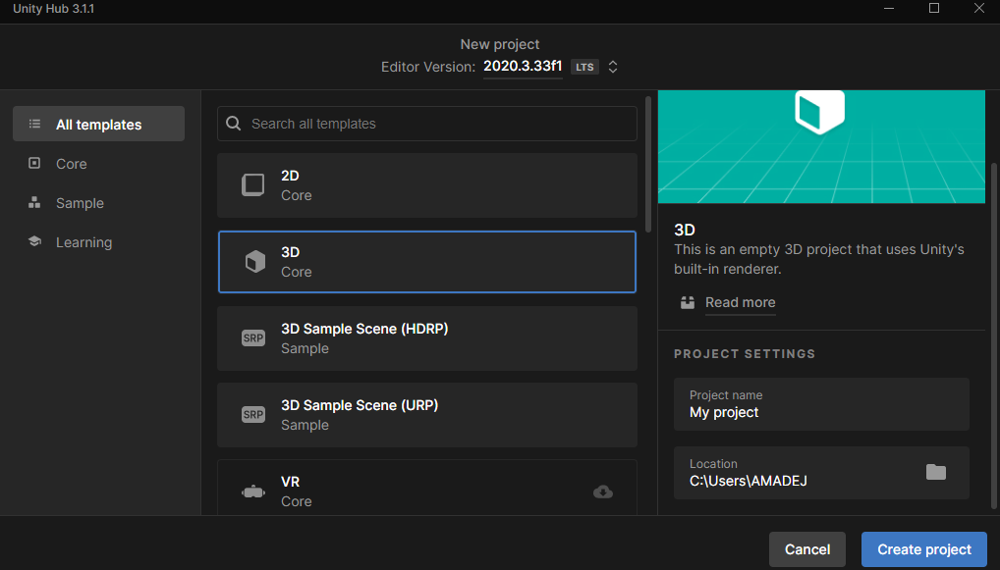 Unity Hub 3.1.1
New project
Editor Version: 2020.3.33f1 LTS
All templates
Core
Sample
Learning
Search all templates
2D
Core
3D
Core
SRP
3D Sample Scene (HDRP)
Sample
SRP
3D Sample Scene (URP)
Sample
VR
Core
3D
This is an empty 3D project that uses Unity's
built-in renderer.
Read more
PROJECT SETTINGS
Project name
My project
Location
C:\Users\AMADEJ
Cancel
Create project